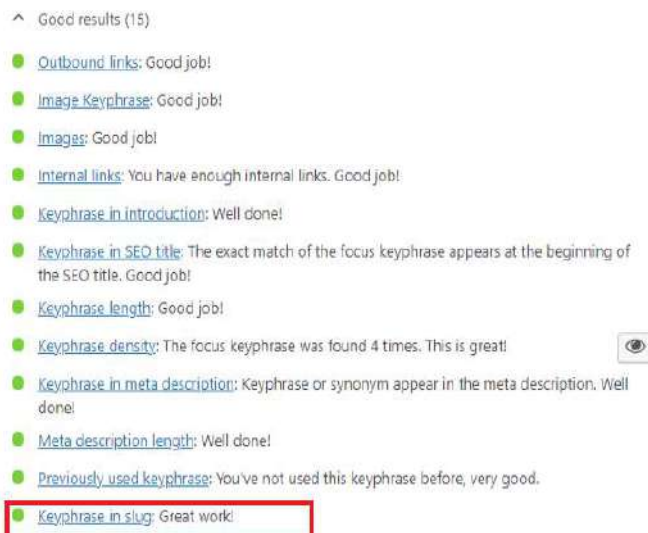 Good results (15)
Outbound links: Good job!
Image Keyphrase: Good job!
Images: Good job!
Internal links: You have enough internal links. Good job!
Keyphrase in introduction: Well done!
Keyphrase in SEO title: The exact match of the focus keyphrase appears at the beginning of
the SEO title. Good job!
Keyphrase length: Good job!
Keyphrase density: The focus keyphrase was found 4 times. This is great!
Keyphrase in meta description: Keyphrase or synonym appear in the meta description. Well
done!
Meta description length: Well done!
Previously used keyphrase: You've not used this keyphrase before, very good.
Keyphrase in slug: Great work!